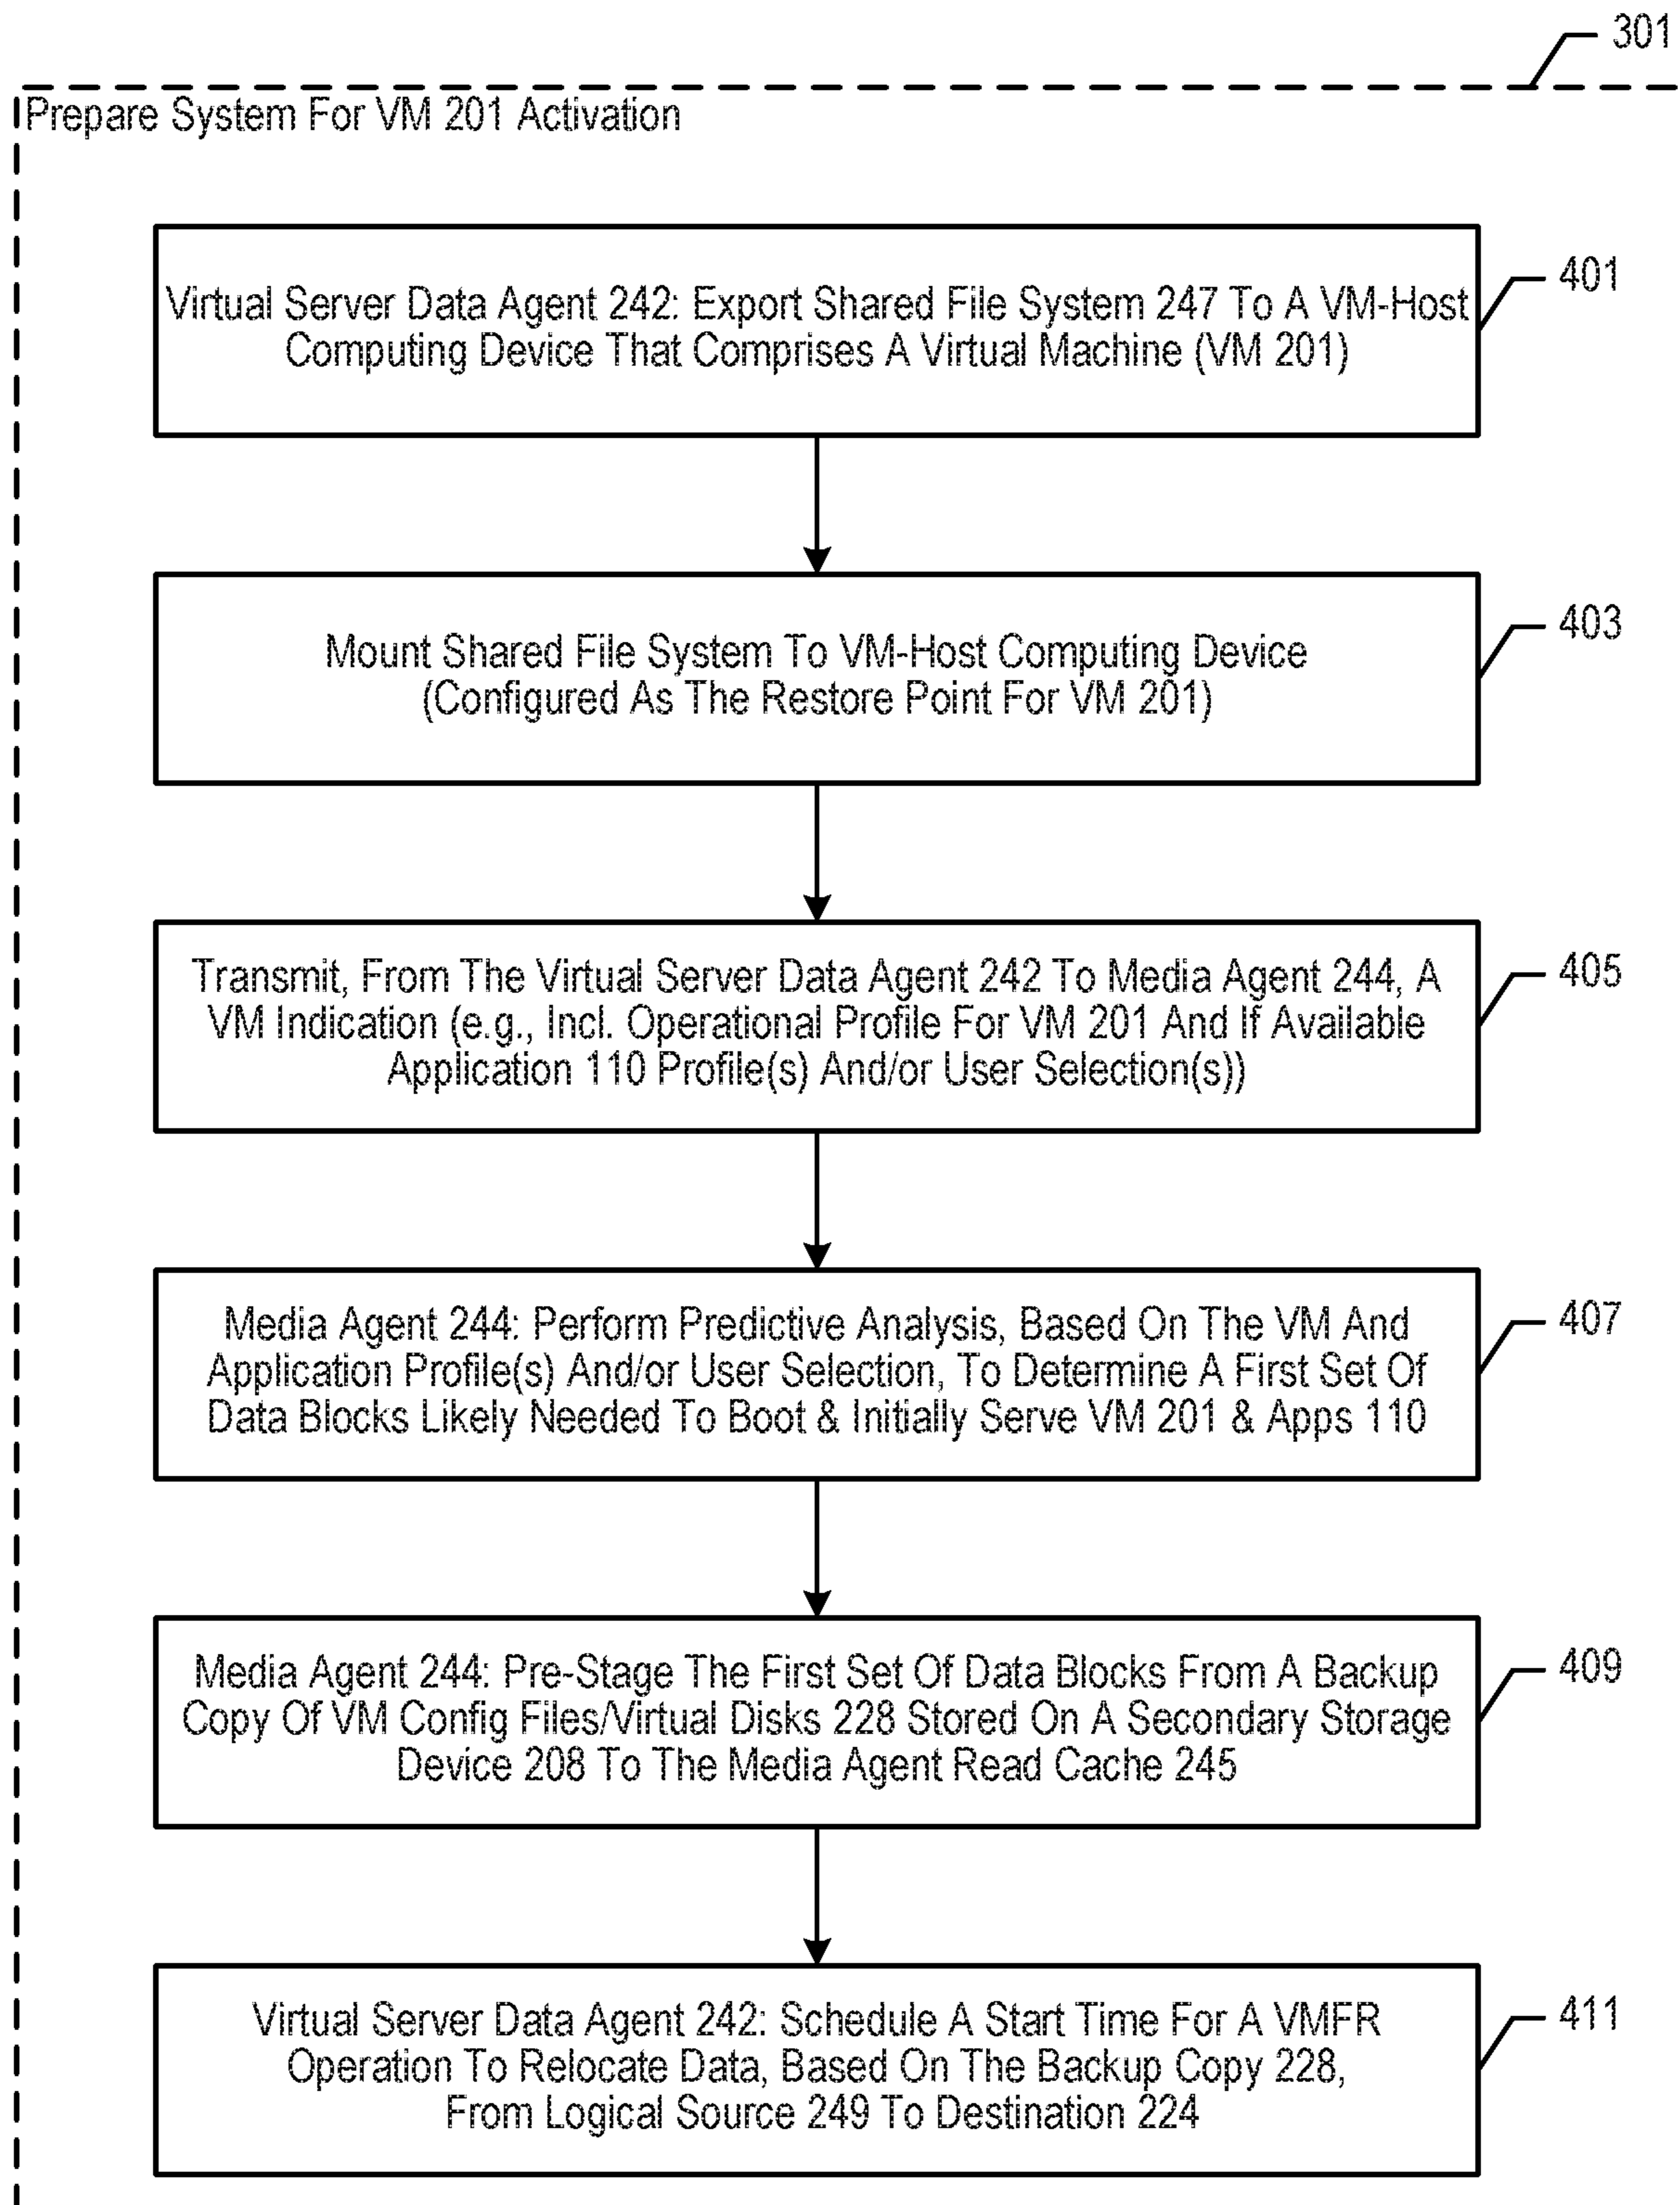 301
Prepare System For VM 201 Activation
Virtual Server Data Agent 242: Export Shared File System 247 To A VM-Host
Computing Device That Comprises A Virtual Machine (VM 201)
401
Mount Shared File System To VM-Host Computing Device
(Configured As The Restore Point For VM 201)
403
Transmit, From The Virtual Server Data Agent 242 To Media Agent 244, A
VM Indication (e.g., Incl. Operational Profile For VM 201 And If Available
Application 110 Profile(s) And/or User Selection(s))
405
Media Agent 244: Perform Predictive Analysis, Based On The VM And
Application Profile(s) And/or User Selection, To Determine A First Set Of
Data Blocks Likely Needed To Boot & Initially Serve VM 201 & Apps 110
407
Media Agent 244: Pre-Stage The First Set Of Data Blocks From A Backup
Copy Of VM Config Files/Virtual Disks 228 Stored On A Secondary Storage
Device 208 To The Media Agent Read Cache 245
409
Virtual Server Data Agent 242: Schedule A Start Time For A VMFR
Operation To Relocate Data, Based On The Backup Copy 228,
From Logical Source 249 To Destination 224
411